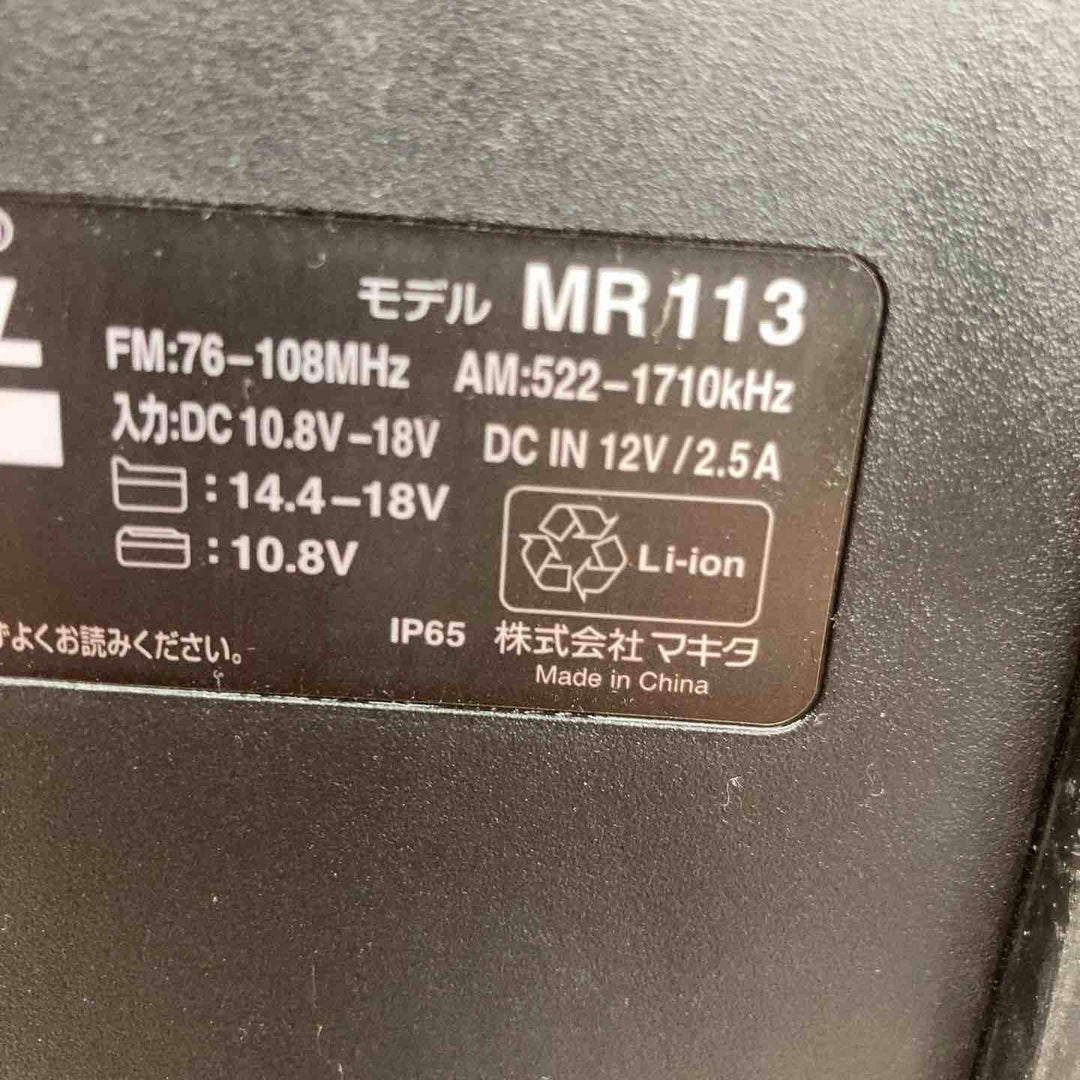 ®
モデル MR113
FM:76-108MHz AM:522-1710kHz
入力:DC10.8V-18V DC IN 12V/2.5A
:14.4-18V
:10.8V
Li-ion
ずよくお読みください。 IP65 株式会社マキタ
Made in China